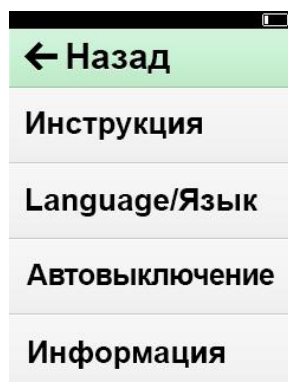 ← Назад
Инструкция
Language/Язык
Автовыключение
Информация